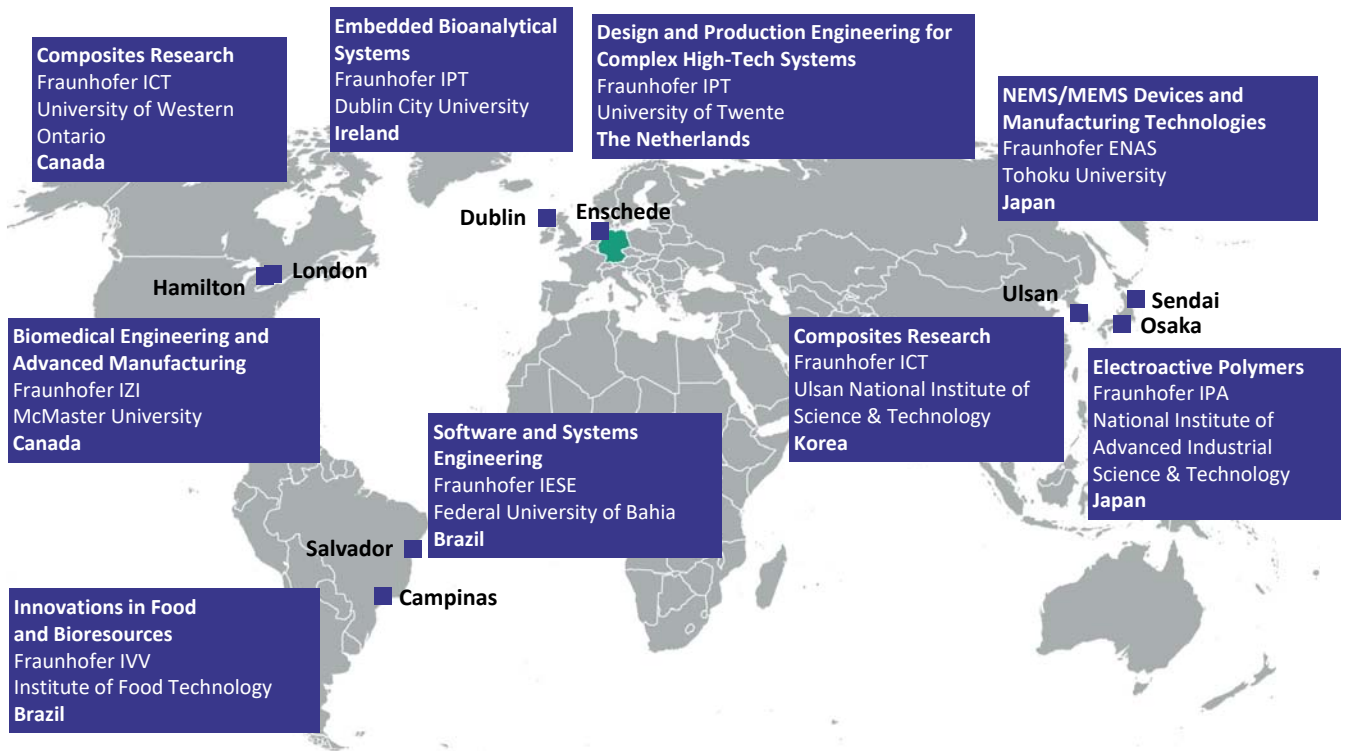 Composites Research
Fraunhofer ICT
University of Western
Ontario
Canada
Embedded Bioanalytical
Systems
Fraunhofer IPT
Dublin City University
Ireland
Design and Production Engineering for
Complex High-Tech Systems
Fraunhofer IPT
University of Twente
The Netherlands
NEMS/MEMS Devices and
Manufacturing Technologies
Fraunhofer ENAS
Tohoku University
Japan
Dublin
Enschede
London
Hamilton
Ulsan
Sendai
Osaka
Biomedical Engineering and
Advanced Manufacturing
Fraunhofer IZI
McMaster University
Canada
Composites Research
Fraunhofer ICT
Ulsan National Institute of
Science & Technology
Korea
Electroactive Polymers
Fraunhofer IPA
National Institute of
Advanced Industrial
Science & Technology
Japan
Software and Systems
Engineering
Fraunhofer IESE
Federal University of Bahia
Brazil
Salvador
Campinas
Innovations in Food
and Bioresources
Fraunhofer IVV
Institute of Food Technology
Brazil